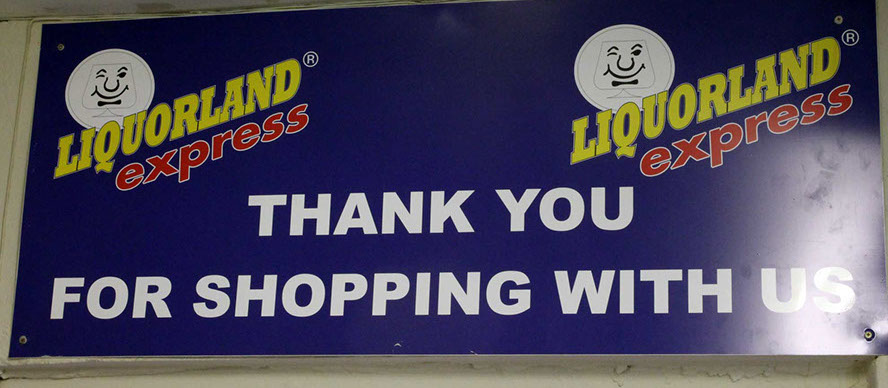 LIQUORLAND®
express
LIQUORLAND®
express
THANK YOU
FOR SHOPPING WITH US